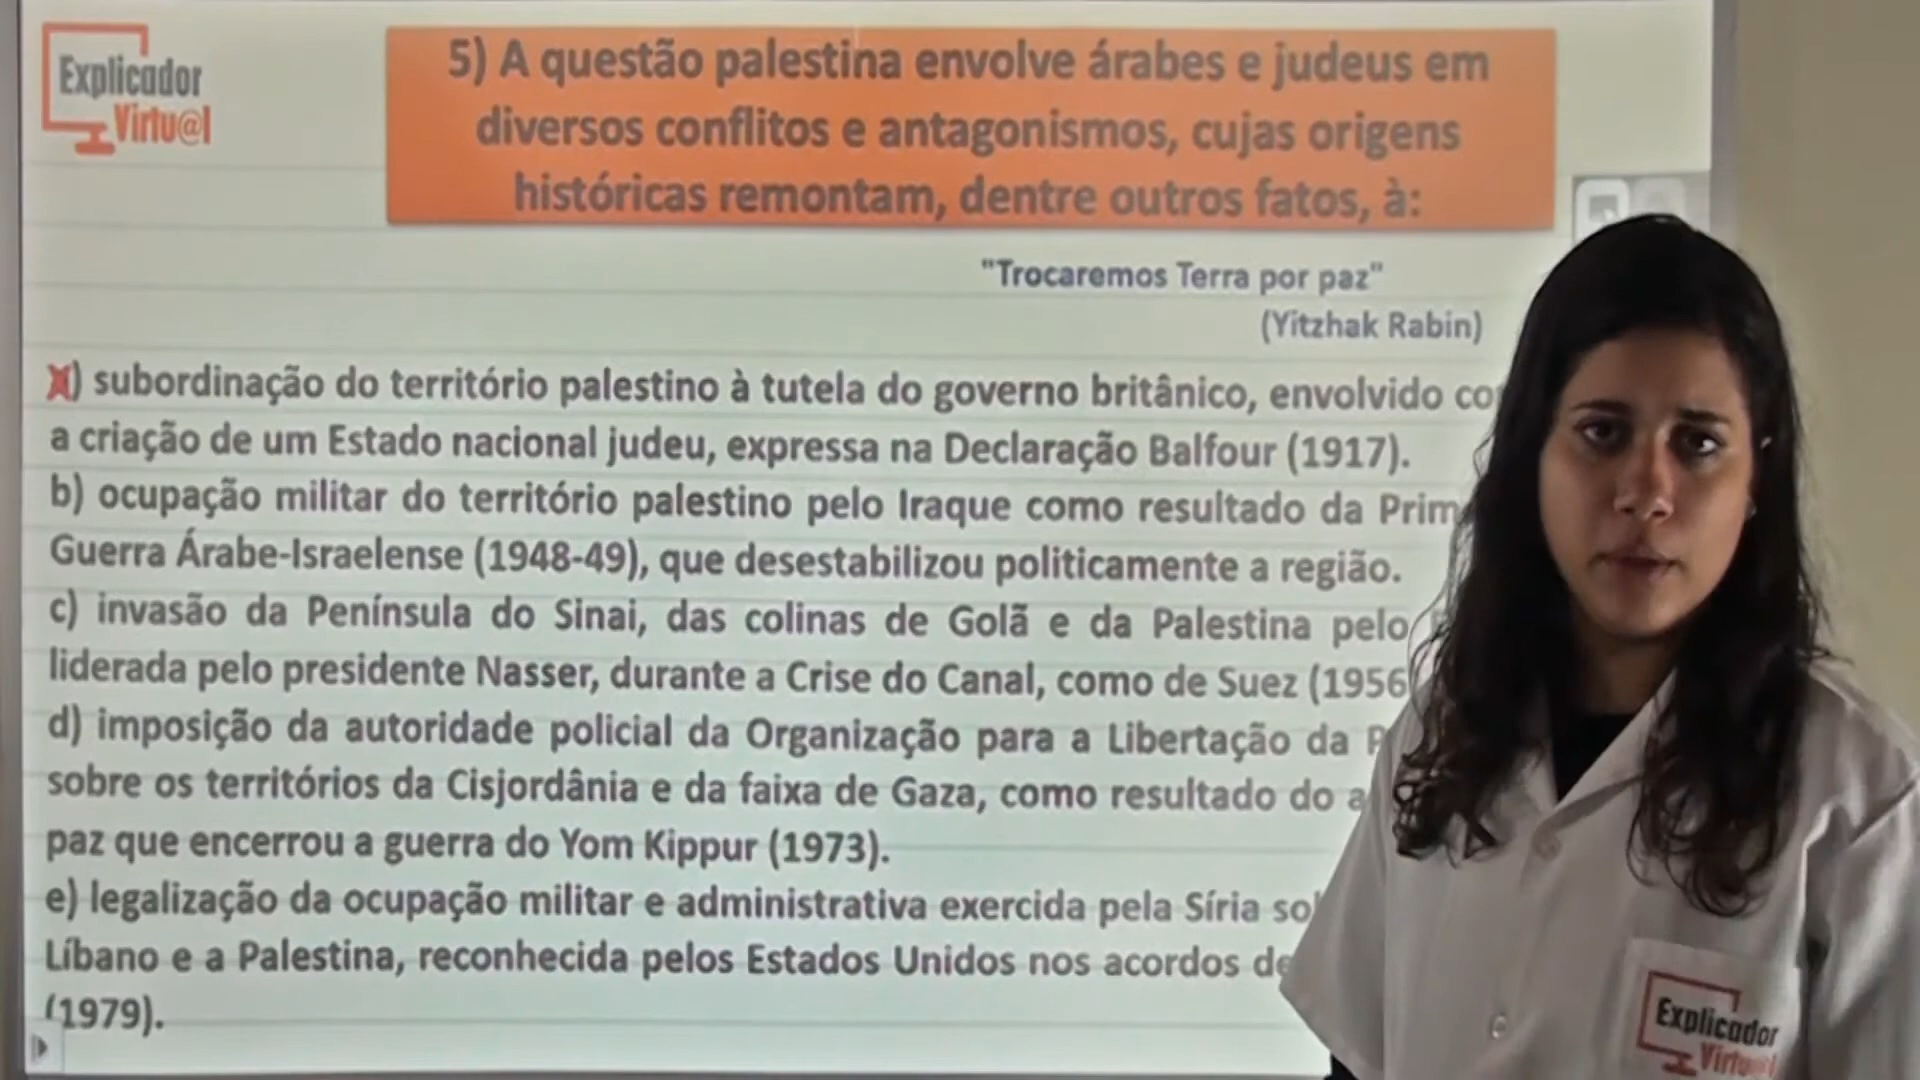 Explicador
Virtu@l
5) A questão palestina envolve árabes e judeus em
diversos conflitos e antagonismos, cujas origens
históricas remontam, dentre outros fatos, à:
"Trocaremos Terra por paz"
(Yitzhak Rabin)
X) subordinação do território palestino à tutela do governo britânico, envolvido
a criação de um Estado nacional judeu, expressa na Declaração Balfour (1917).
b) ocupação militar do território palestino pelo Iraque como resultado da
Guerra Árabe-Israelense (1948-49), que desestabilizou politicamente a região.
c) invasão da Península do Sinai, das colinas de Golã e da Palestina pelo
liderada pelo presidente Nasser, durante a Crise do Canal, como de Suez (1956
d) imposição da autoridade policial da Organização para a Libertação da
sobre os territórios da Cisjordânia e da faixa de Gaza, como resultado do
paz que encerrou a guerra do Yom Kippur (1973).
e) legalização da ocupação militar e administrativa exercida pela Síria
Líbano e a Palestina, reconhecida pelos Estados Unidos nos acordos de
(1979).
Explicador
Virtu@l